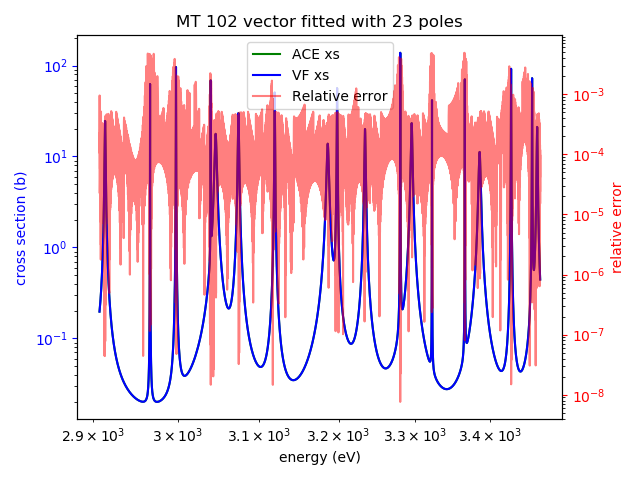 MT 102 vector fitted with 23 poles
ACE xs
VF xs
Relative error
cross section (b)
10²
10¹
10⁰
10⁻¹
10⁻³
10⁻⁴
10⁻⁵
10⁻⁶
10⁻⁷
10⁻⁸
relative error
2.9 × 10³ 3 × 10³ 3.1 × 10³ 3.2 × 10³ 3.3 × 10³ 3.4 × 10³
energy (eV)